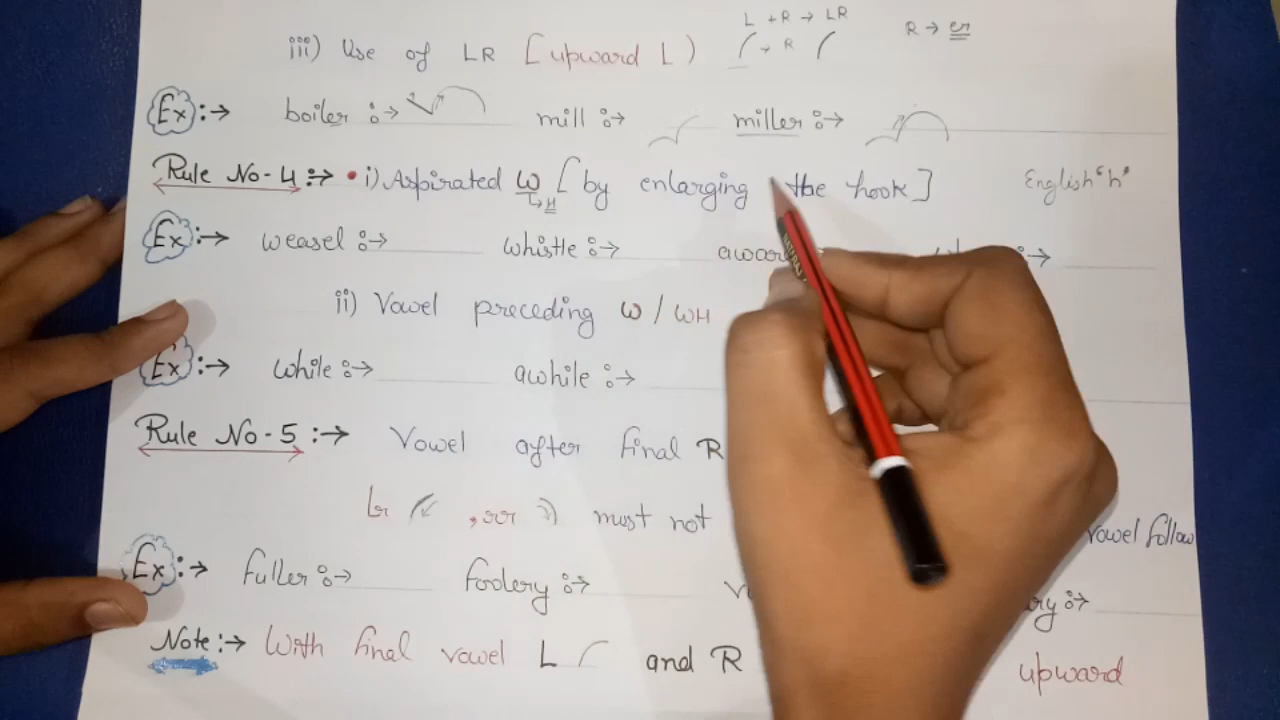 L + R → LR R → er
iii) Use of LR [upward L) → R
Ex :→ boiler :→ mill :→ miller :→
Rule No-4 :→ • i) Aspirated W [by enlarging the hook] English 'h'
→ H
Ex :→ weasel :→ whistle :→
ii) Vowel preceding W / WH
Ex :→ while :→ awhile :→
Rule No-5 :→ Vowel after final R
Lr , rr must not vowel follow
Ex :→ fuller :→ foolery :→
Note :→ With final vowel L and R upward